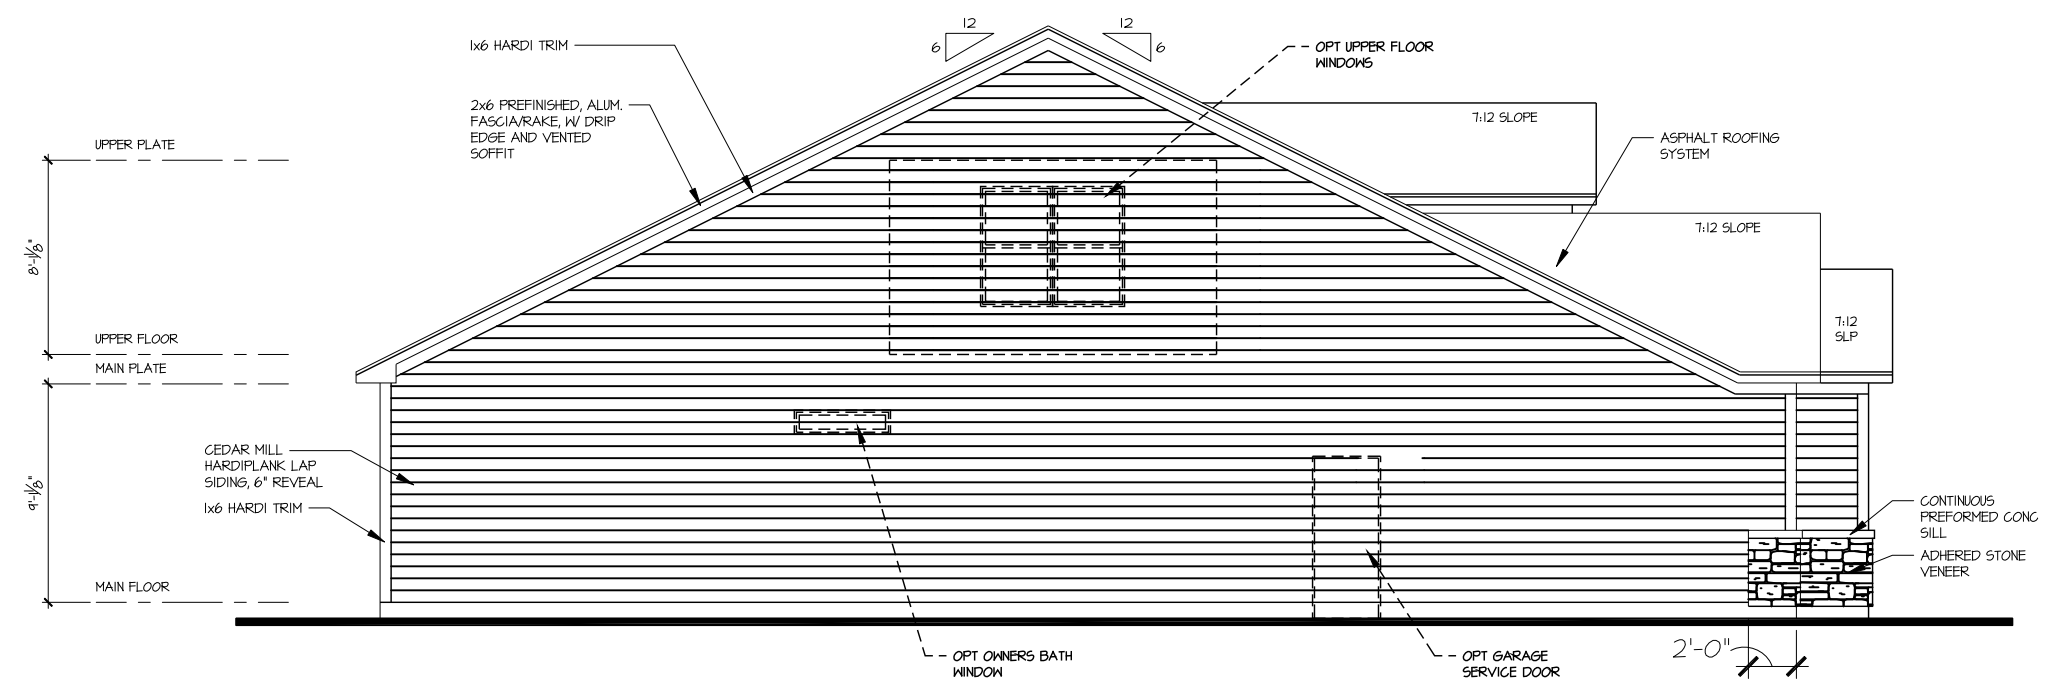 12
6
12
6
1x6 HARDI TRIM
OPT UPPER FLOOR
WINDOWS
2x6 PREFINISHED, ALUM.
FASCIA/RAKE, W/ DRIP
EDGE AND VENTED
SOFFIT
7:12 SLOPE
ASPHALT ROOFING
SYSTEM
UPPER PLATE
8'-1/8"
7:12 SLOPE
7:12
SLP
UPPER FLOOR
MAIN PLATE
9'-1/8"
CEDAR MILL
HARDIPLANK LAP
SIDING, 6" REVEAL
1x6 HARDI TRIM
CONTINUOUS
PREFORMED CONC
SILL
ADHERED STONE
VENEER
MAIN FLOOR
OPT OWNERS BATH
WINDOW
OPT GARAGE
SERVICE DOOR
2'-0"